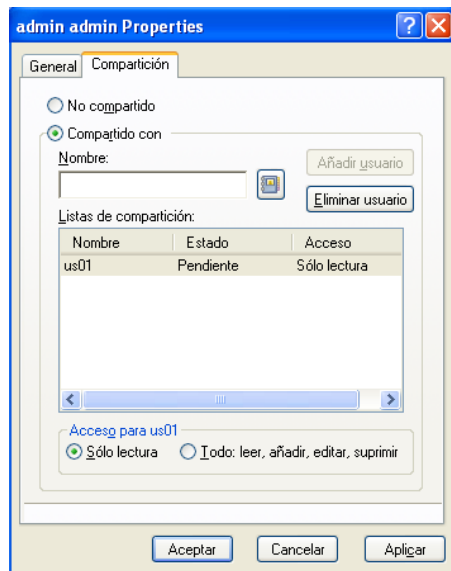 admin admin Properties
General Compartición
No compartido
Compartido con
Nombre:
Añadir usuario
Eliminar usuario
Listas de compartición:
Nombre Estado Acceso
us01 Pendiente Sólo lectura
Acceso para us01
Sólo lectura Todo: leer, añadir, editar, suprimir
Aceptar Cancelar Aplicar